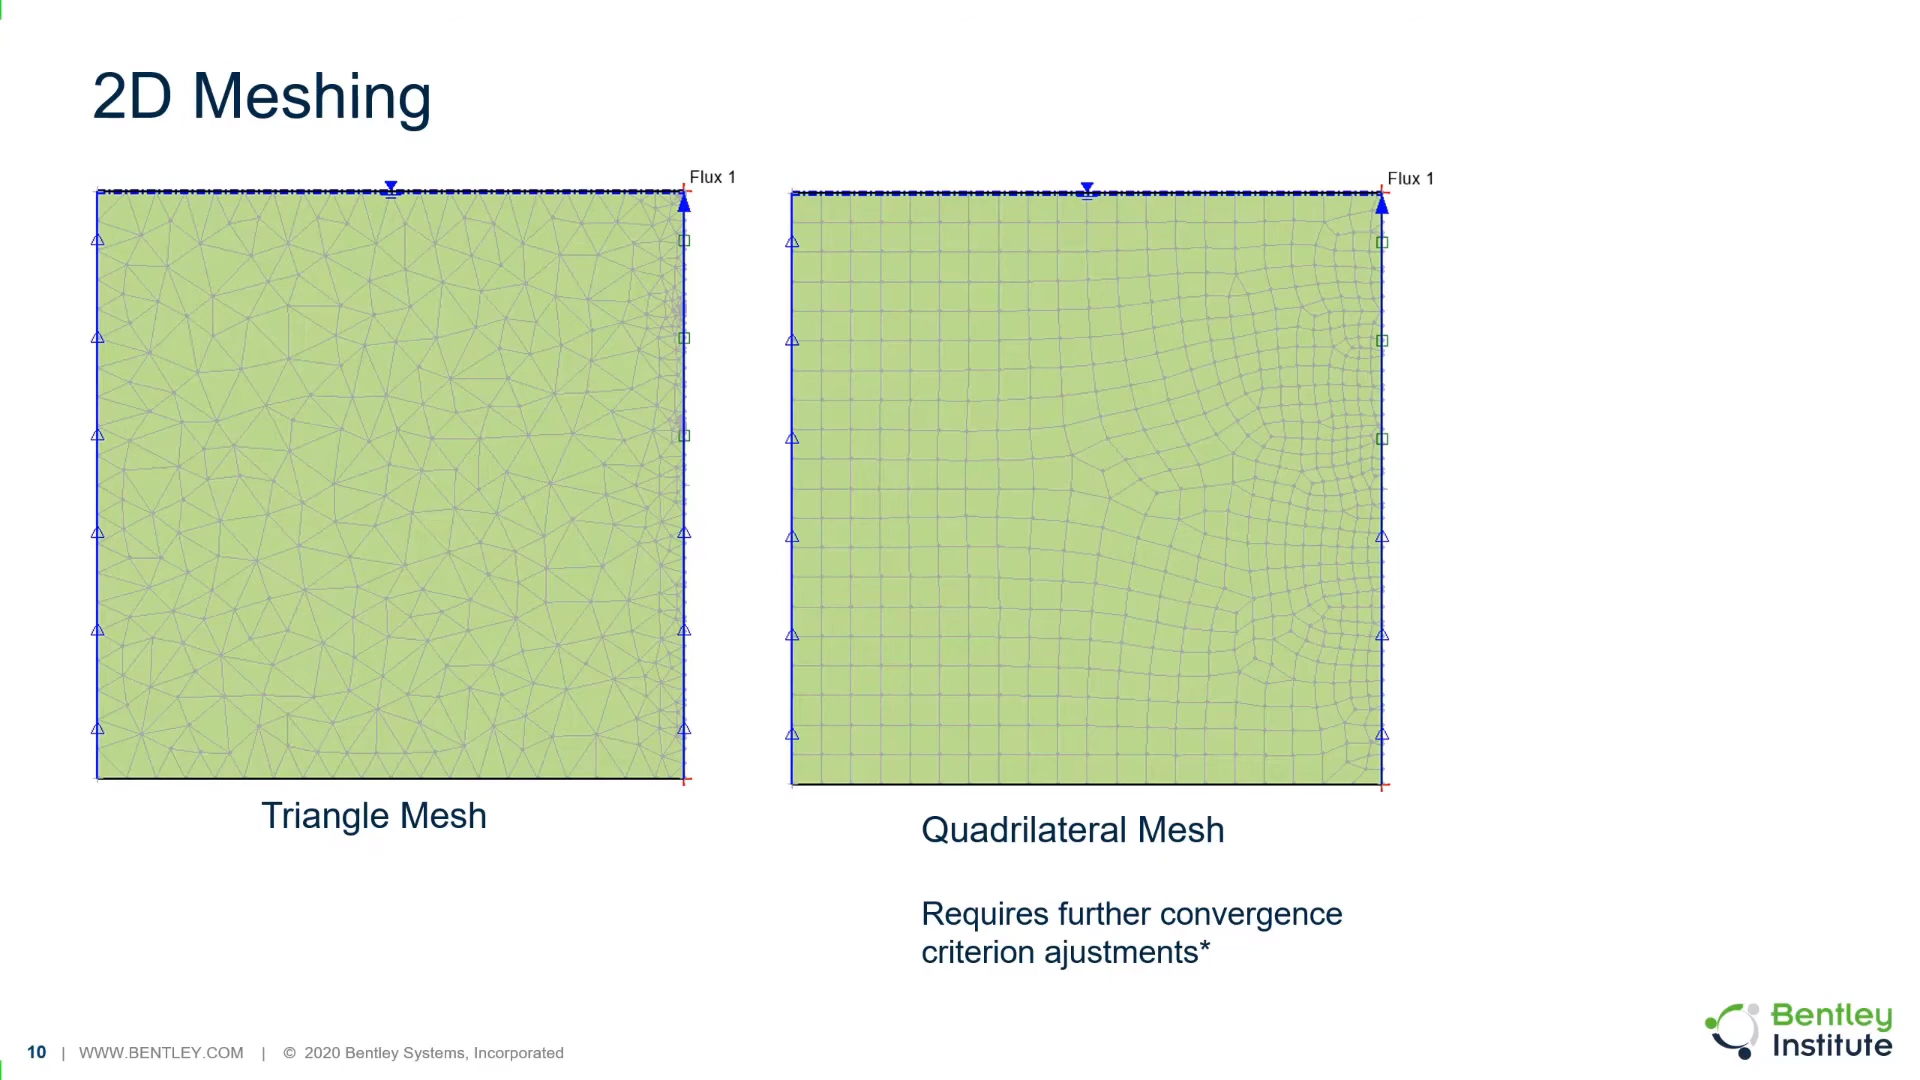 2D Meshing
Flux 1
Flux 1
Triangle Mesh
Quadrilateral Mesh
Requires further convergence
criterion ajustments*
10 | WWW.BENTLEY.COM | © 2020 Bentley Systems, Incorporated
Bentley
Institute